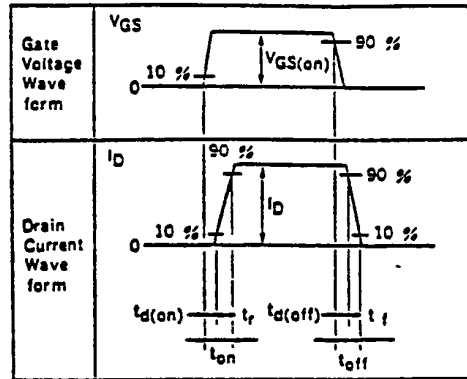 Gate
Voltage
Wave
form
VGS
10 %
0
VGS(on)
90 %
Drain
Current
Wave
form
ID
90 %
10 %
0
ID
90 %
10 %
td(on)
tr
td(off)
tf
ton
toff